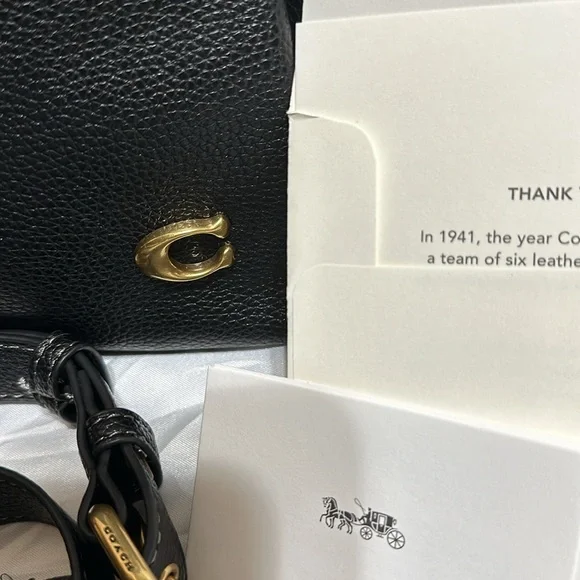 THANK
In 1941, the year Co
a team of six leathe
COACH